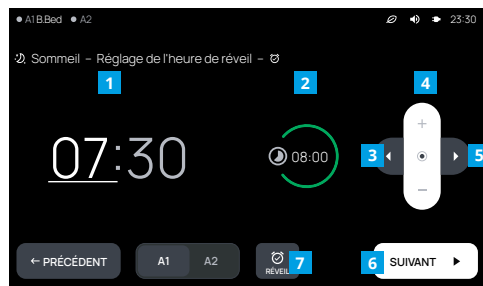 A1 B.Bed A2 23:30
Sommeil – Réglage de l'heure de réveil –
1 2 4
07:30 08:00 + 3 5
–
← PRÉCÉDENT A1 A2 RÉVEIL 7 6 SUIVANT